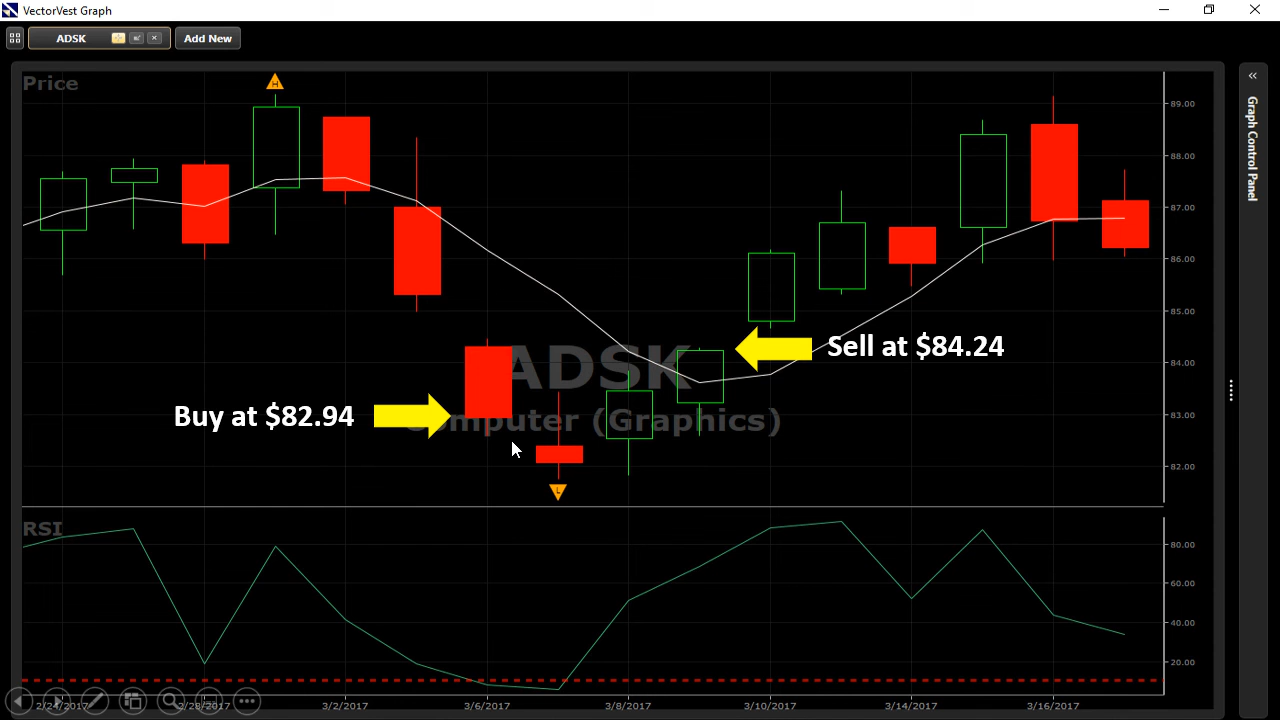 VectorVest Graph
ADSK
Add New
Price
H
89.00
88.00
87.00
86.00
85.00
84.00
83.00
82.00
Graph Control Panel
ADSK
Computer (Graphics)
Sell at $84.24
Buy at $82.94
L
RSI
80.00
60.00
40.00
20.00
2/24/2017
2/28/2017
3/2/2017
3/6/2017
3/8/2017
3/10/2017
3/14/2017
3/16/2017